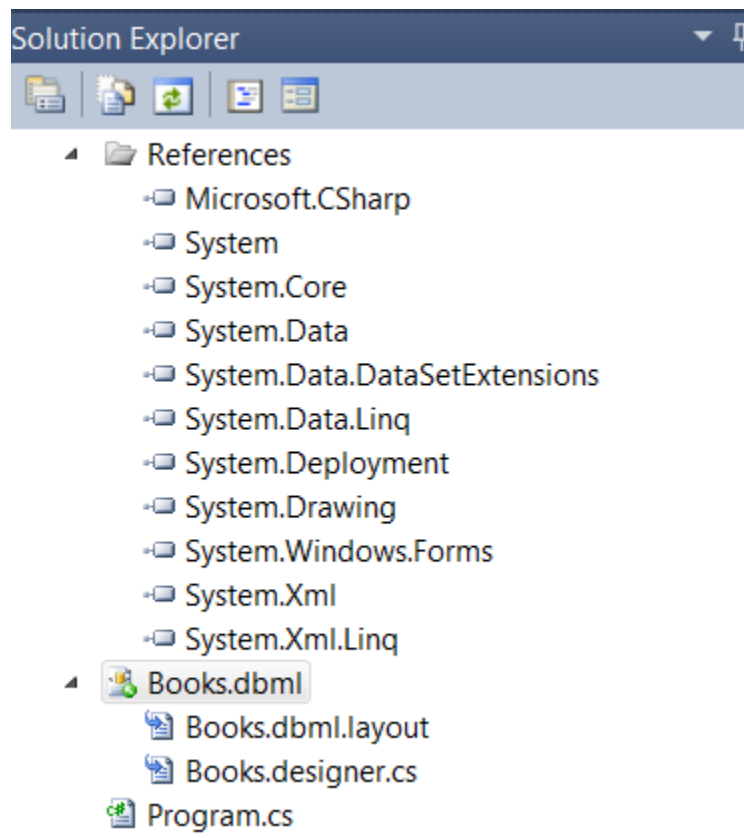 Solution Explorer
References
Microsoft.CSharp
System
System.Core
System.Data
System.Data.DataSetExtensions
System.Data.Linq
System.Deployment
System.Drawing
System.Windows.Forms
System.Xml
System.Xml.Linq
Books.dbml
Books.dbml.layout
Books.designer.cs
Program.cs